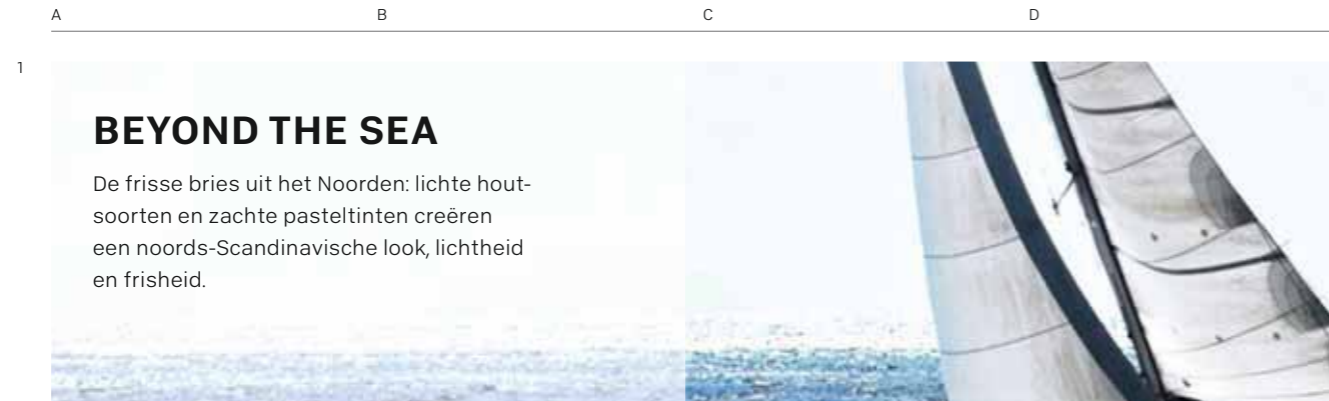 A B C D
1
BEYOND THE SEA
De frisse bries uit het Noorden: lichte hout-
soorten en zachte pasteltinten creëren
een noords-Scandinavische look, lichtheid
en frisheid.